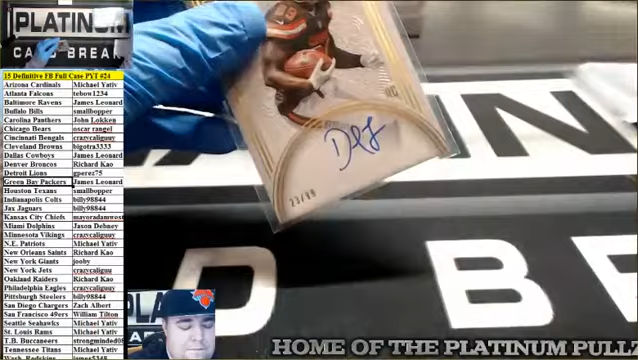 PLATINUM
CARD BREAK
15 Definitive FB Full Case PYT #24
Arizona Cardinals Michael Yativ
Atlanta Falcons tebow1234
Baltimore Ravens James Leonard
Buffalo Bills smallbopper
Carolina Panthers John Lokken
Chicago Bears oscar rangel
Cincinnati Bengals crazycaliguy
Cleveland Browns bigotra3333
Dallas Cowboys James Leonard
Denver Broncos Richard Kao
Detroit Lions gperez75
Green Bay Packers James Leonard
Houston Texans smallbopper
Indianapolis Colts billy98844
Jax Jaguars billy98844
Kansas City Chiefs mayoradamwest
Miami Dolphins Jason Debney
Minnesota Vikings crazycaliguy
N.E. Patriots Michael Yativ
New Orleans Saints Richard Kao
New York Giants jooby
New York Jets crazycaliguy
Oakland Raiders Richard Kao
Philadelphia Eagles crazycaliguy
Pittsburgh Steelers billy98844
San Diego Chargers Zach Albert
San Francisco 49ers William Tilton
Seattle Seahawks Michael Yativ
St. Louis Rams Michael Yativ
T.B. Buccaneers strongminded0
Tennessee Titans Michael Yativ
Wash. Redskins
IN
D B
HOME OF THE PLATINUM PULL